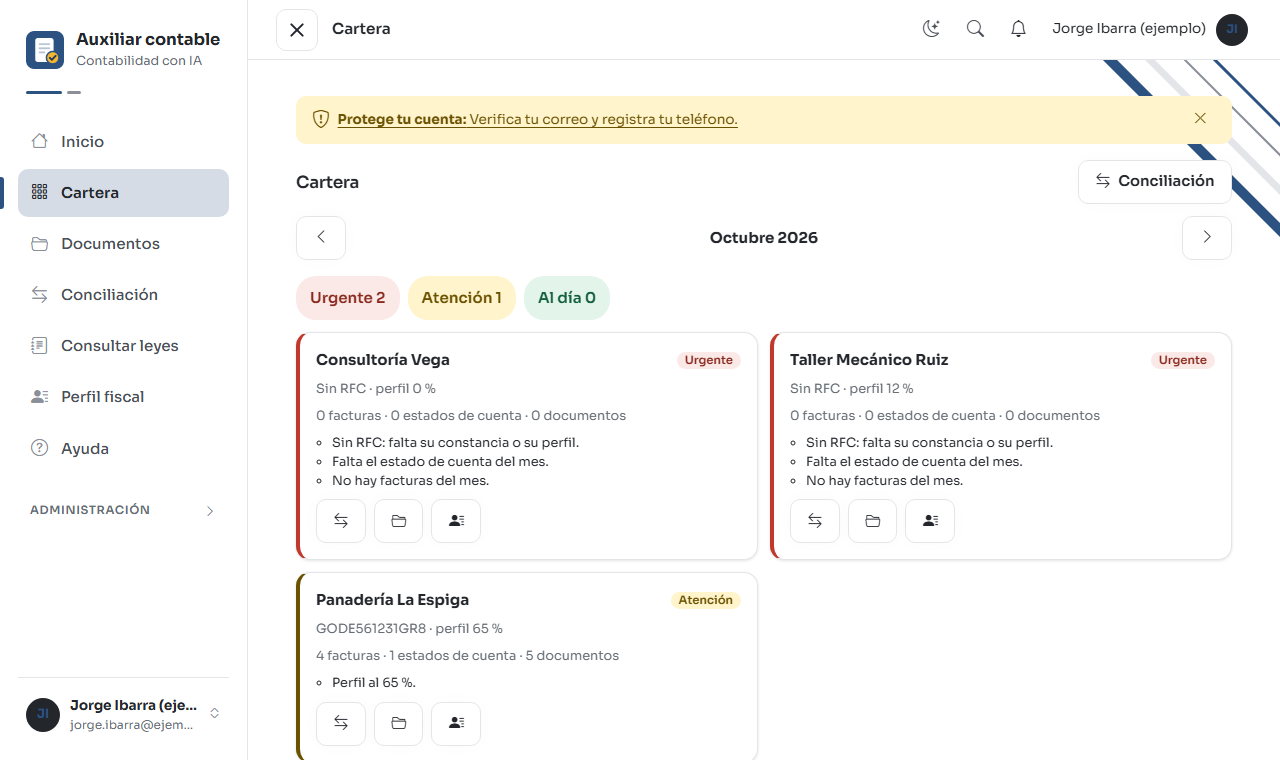 Auxiliar contable
Contabilidad con IA
Inicio
Cartera
Documentos
Conciliación
Consultar leyes
Perfil fiscal
Ayuda
ADMINISTRACIÓN
JI
Jorge Ibarra (eje...
jorge.ibarra@ejem...
Cartera
Jorge Ibarra (ejemplo)
JI
Protege tu cuenta: Verifica tu correo y registra tu teléfono.
Cartera
Conciliación
Octubre 2026
Urgente 2
Atención 1
Al día 0
Consultoría Vega
Urgente
Sin RFC · perfil 0 %
0 facturas · 0 estados de cuenta · 0 documentos
Sin RFC: falta su constancia o su perfil.
Falta el estado de cuenta del mes.
No hay facturas del mes.
Taller Mecánico Ruiz
Urgente
Sin RFC · perfil 12 %
0 facturas · 0 estados de cuenta · 0 documentos
Sin RFC: falta su constancia o su perfil.
Falta el estado de cuenta del mes.
No hay facturas del mes.
Panadería La Espiga
Atención
GODE561231GR8 · perfil 65 %
4 facturas · 1 estados de cuenta · 5 documentos
Perfil al 65 %.